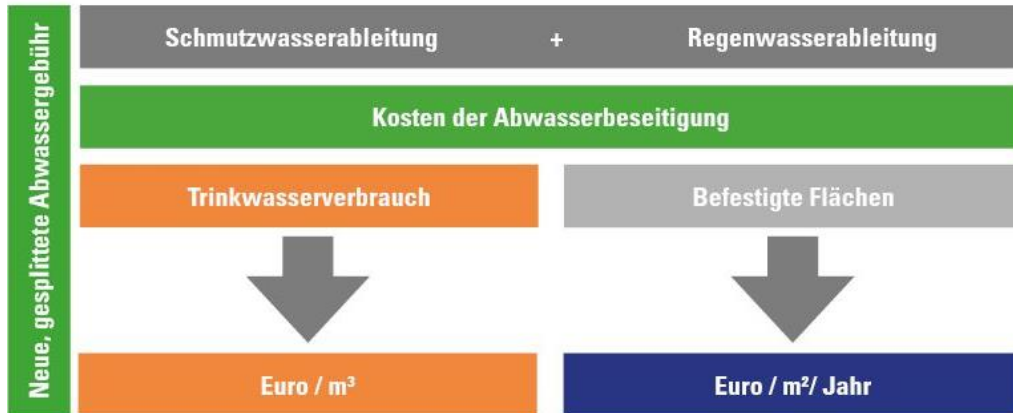 Neue, gesplittete Abwassergebühr
Schmutzwasserableitung + Regenwasserableitung
Kosten der Abwasserbeseitigung
Trinkwasserverbrauch
Befestigte Flächen
Euro / m³
Euro / m²/ Jahr